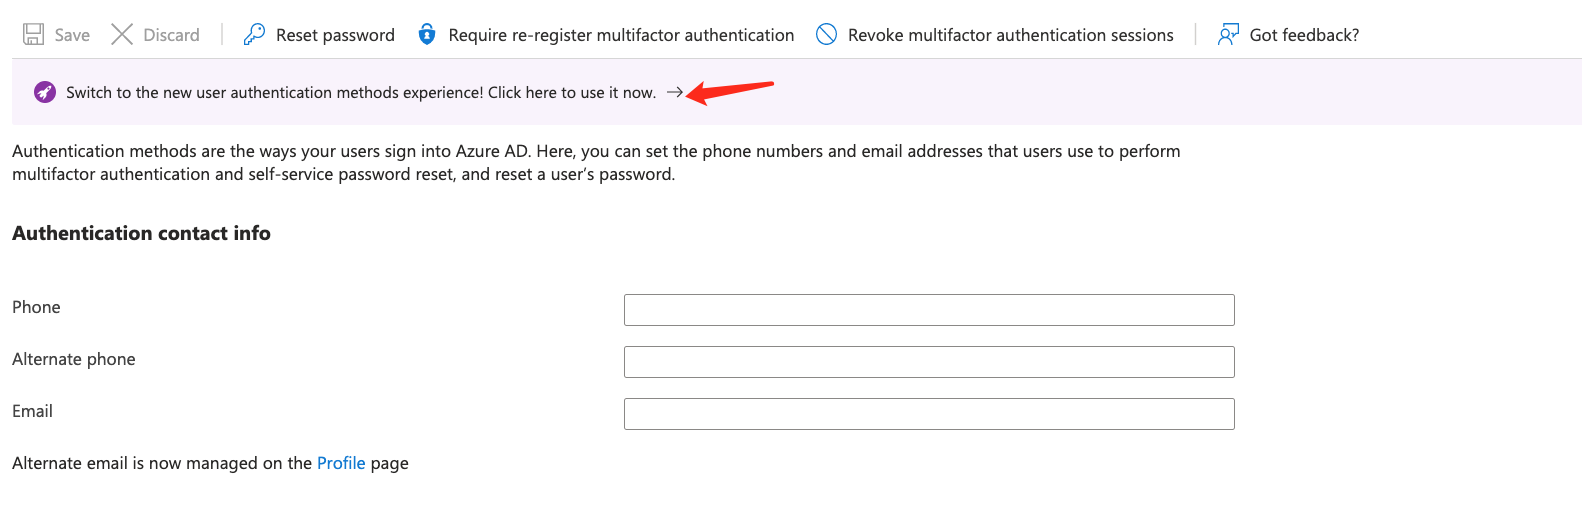 Save Discard Reset password Require re-register multifactor authentication Revoke multifactor authentication sessions Got feedback?
Switch to the new user authentication methods experience! Click here to use it now. →
Authentication methods are the ways your users sign into Azure AD. Here, you can set the phone numbers and email addresses that users use to perform
multifactor authentication and self-service password reset, and reset a user’s password.
Authentication contact info
Phone
Alternate phone
Email
Alternate email is now managed on the Profile page